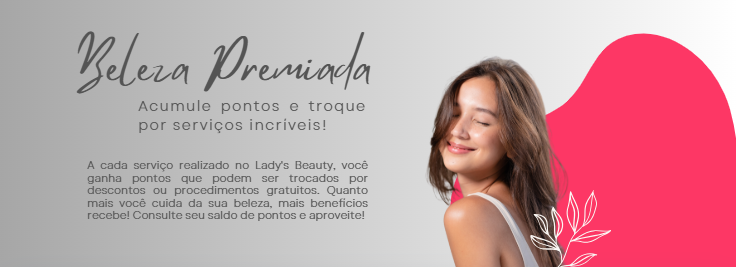 Beleza Premiada
Acumule pontos e troque
por serviços incríveis!
A cada serviço realizado no Lady's Beauty, você
ganha pontos que podem ser trocados por
descontos ou procedimentos gratuitos. Quanto
mais você cuida da sua beleza, mais benefícios
recebe! Consulte seu saldo de pontos e aproveite!